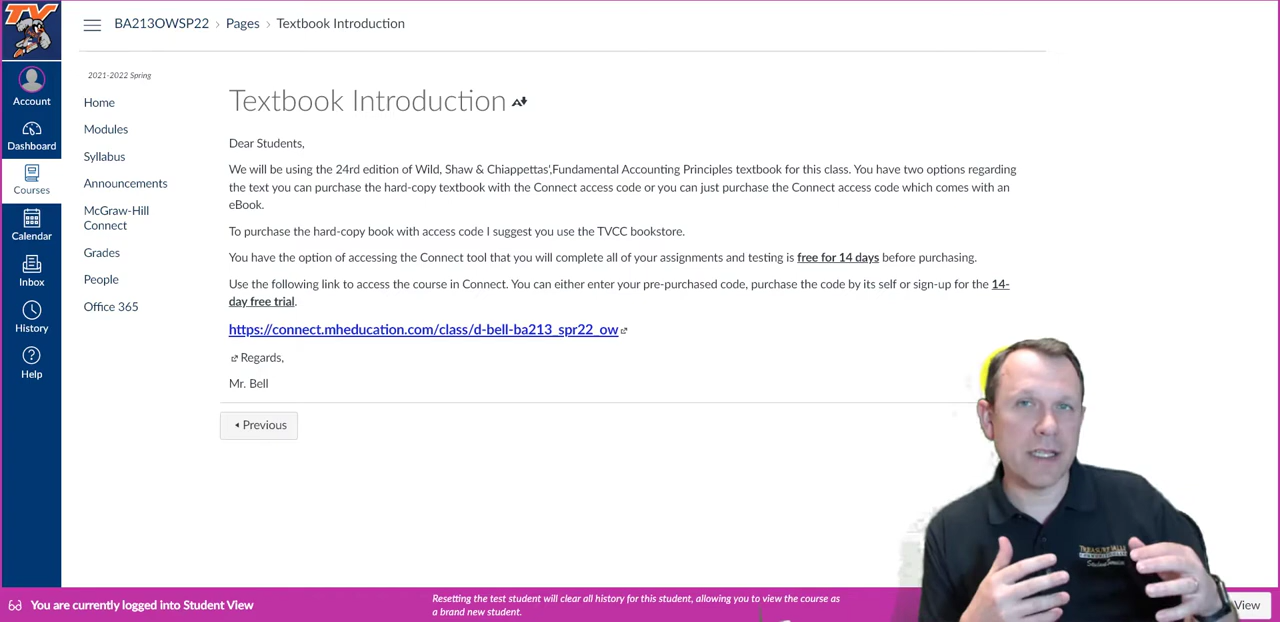 TV
BA213OWSP22 › Pages › Textbook Introduction
2021-2022 Spring
Account
Dashboard
Courses
Calendar
Inbox
History
Help
Home
Modules
Syllabus
Announcements
McGraw-Hill
Connect
Grades
People
Office 365
Textbook Introduction
Dear Students,
We will be using the 24rd edition of Wild, Shaw & Chiappettas',Fundamental Accounting Principles textbook for this class. You have two options regarding
the text you can purchase the hard-copy textbook with the Connect access code or you can just purchase the Connect access code which comes with an
eBook.
To purchase the hard-copy book with access code I suggest you use the TVCC bookstore.
You have the option of accessing the Connect tool that you will complete all of your assignments and testing is free for 14 days before purchasing.
Use the following link to access the course in Connect. You can either enter your pre-purchased code, purchase the code by its self or sign-up for the 14-
day free trial.
https://connect.mheducation.com/class/d-bell-ba213_spr22_ow
Regards,
Mr. Bell
Previous
You are currently logged into Student View
Resetting the test student will clear all history for this student, allowing you to view the course as
a brand new student.
View